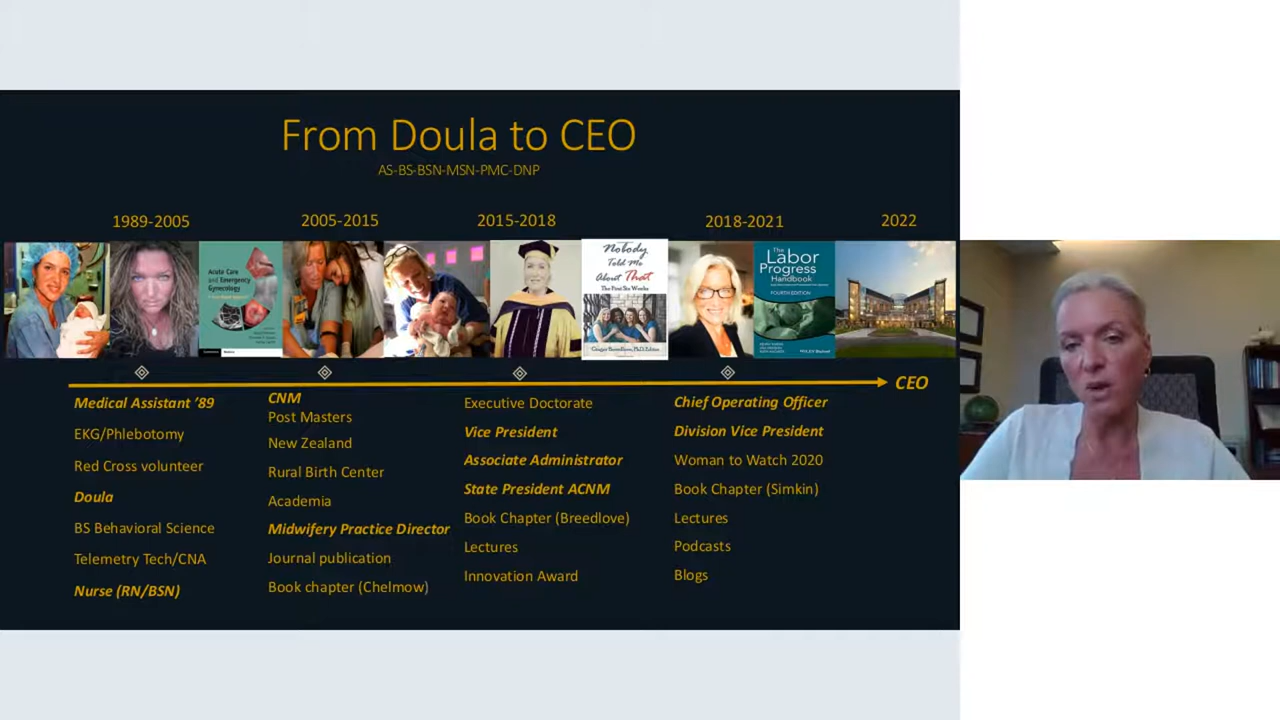 From Doula to CEO
AS-BS-BSN-MSN-PMC-DNP
1989-2005
2005-2015
2015-2018
2018-2021
2022
Acute Care
and Emergency
Gynecology
Nobody
Told Me
About That
The First Six Weeks
Ginger Breedlove, PhD, Editor
The
Labor
Progress
Handbook
FOURTH EDITION
CEO
Medical Assistant '89
EKG/Phlebotomy
Red Cross volunteer
Doula
BS Behavioral Science
Telemetry Tech/CNA
Nurse (RN/BSN)
CNM
Post Masters
New Zealand
Rural Birth Center
Academia
Midwifery Practice Director
Journal publication
Book chapter (Chelmow)
Executive Doctorate
Vice President
Associate Administrator
State President ACNM
Book Chapter (Breedlove)
Lectures
Innovation Award
Chief Operating Officer
Division Vice President
Woman to Watch 2020
Book Chapter (Simkin)
Lectures
Podcasts
Blogs